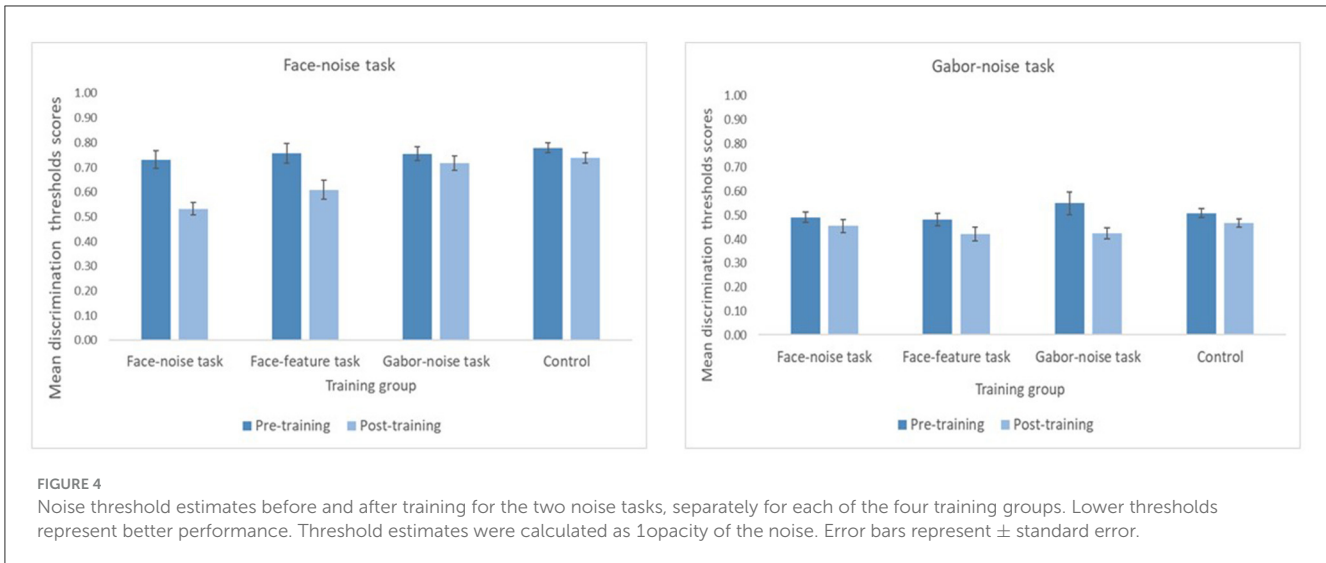 Face-noise task
Mean discrimination thresholds scores
1.00
0.90
0.80
0.70
0.60
0.50
0.40
0.30
0.20
0.10
0.00
Face-noise task Face-feature task Gabor-noise task Control
Training group
Pre-training Post-training
Gabor-noise task
Mean discrimination thresholds scores
1.00
0.90
0.80
0.70
0.60
0.50
0.40
0.30
0.20
0.10
0.00
Face-noise task Face-feature task Gabor-noise task Control
Training group
Pre-training Post-training
FIGURE 4
Noise threshold estimates before and after training for the two noise tasks, separately for each of the four training groups. Lower thresholds
represent better performance. Threshold estimates were calculated as 1opacity of the noise. Error bars represent ± standard error.